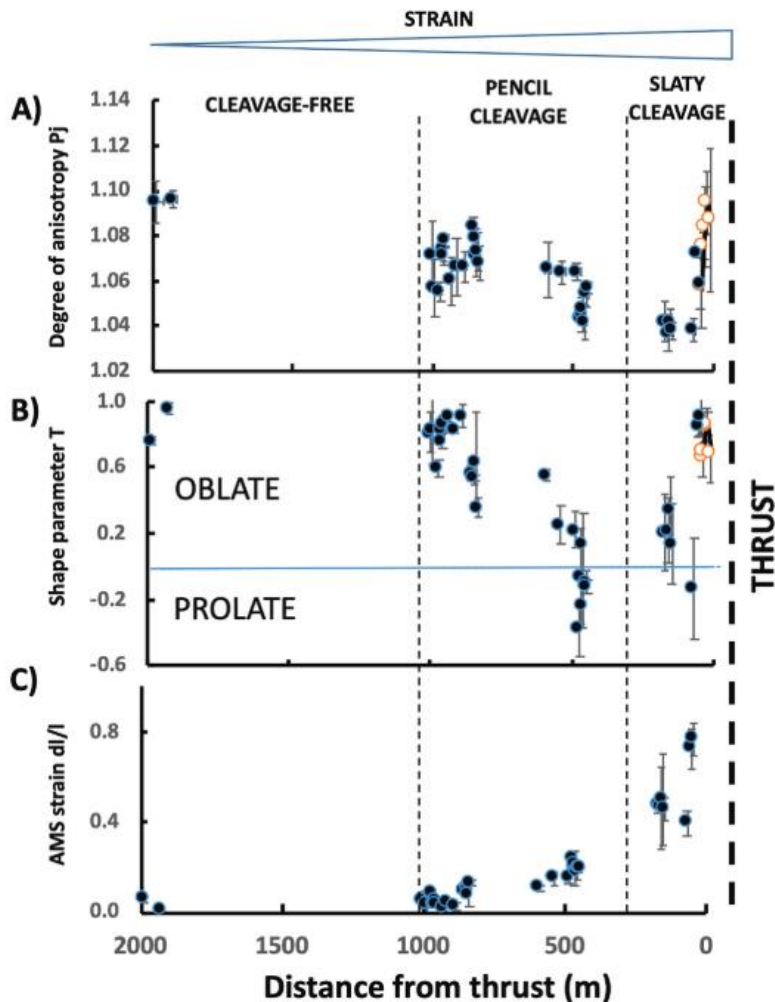 STRAIN
A)
CLEAVAGE-FREE
PENCIL
CLEAVAGE
SLATY
CLEAVAGE
Degree of anisotropy Pj
1.14
1.12
1.10
1.08
1.06
1.04
1.02
B)
Shape parameter T
1.0
0.6
0.2
-0.2
-0.6
OBLATE
PROLATE
THRUST
C)
AMS strain dl/l
0.8
0.4
0.0
2000
1500
1000
500
0
Distance from thrust (m)